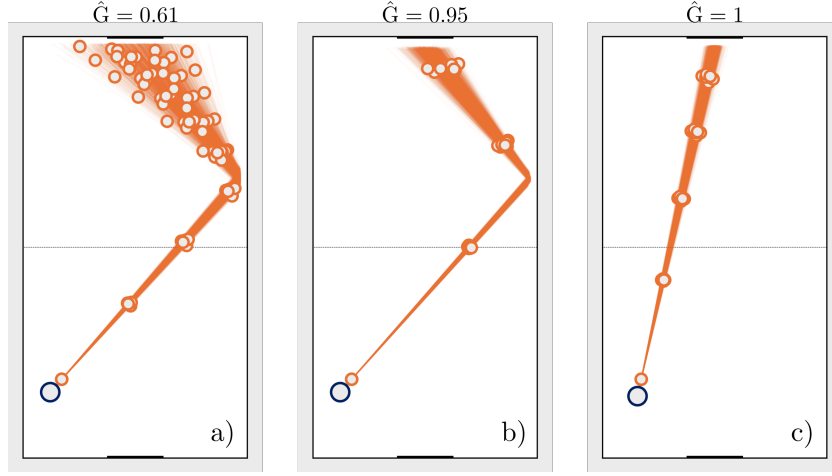 Ĝ = 0.61
Ĝ = 0.95
Ĝ = 1
a)
b)
c)